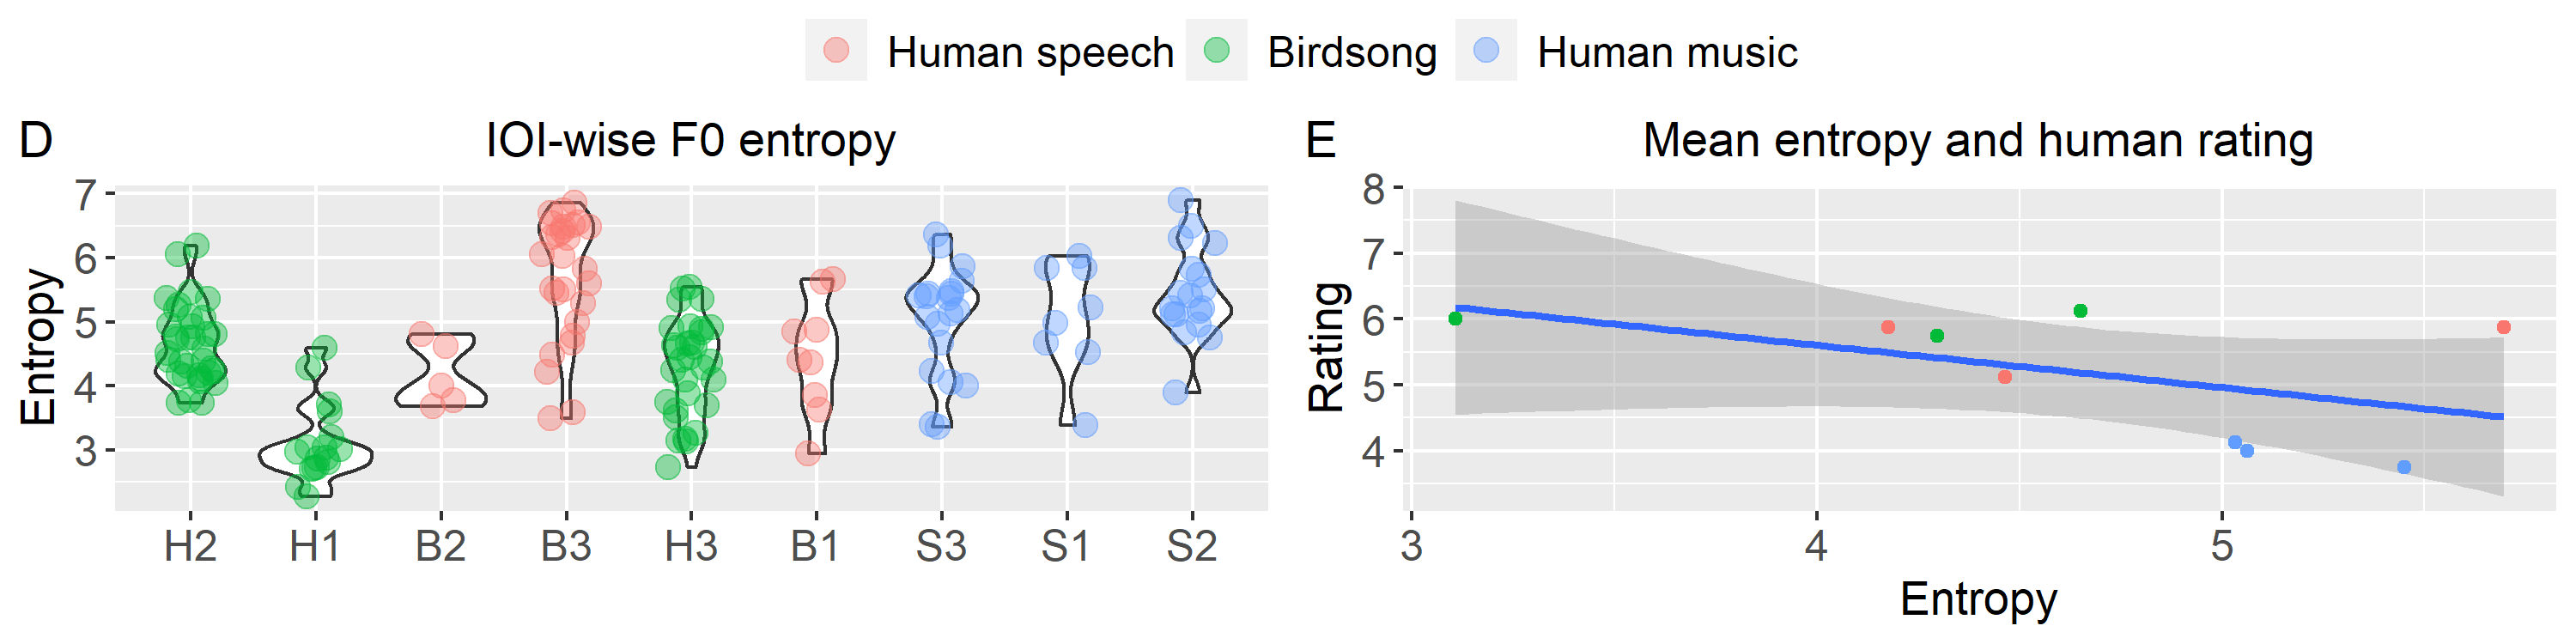 Human speech Birdsong Human music
D IOI-wise F0 entropy
E Mean entropy and human rating
Entropy
7
6
5
4
3
H2 H1 B2 B3 H3 B1 S3 S1 S2
Rating
8
7
6
5
4
3 4 5
Entropy